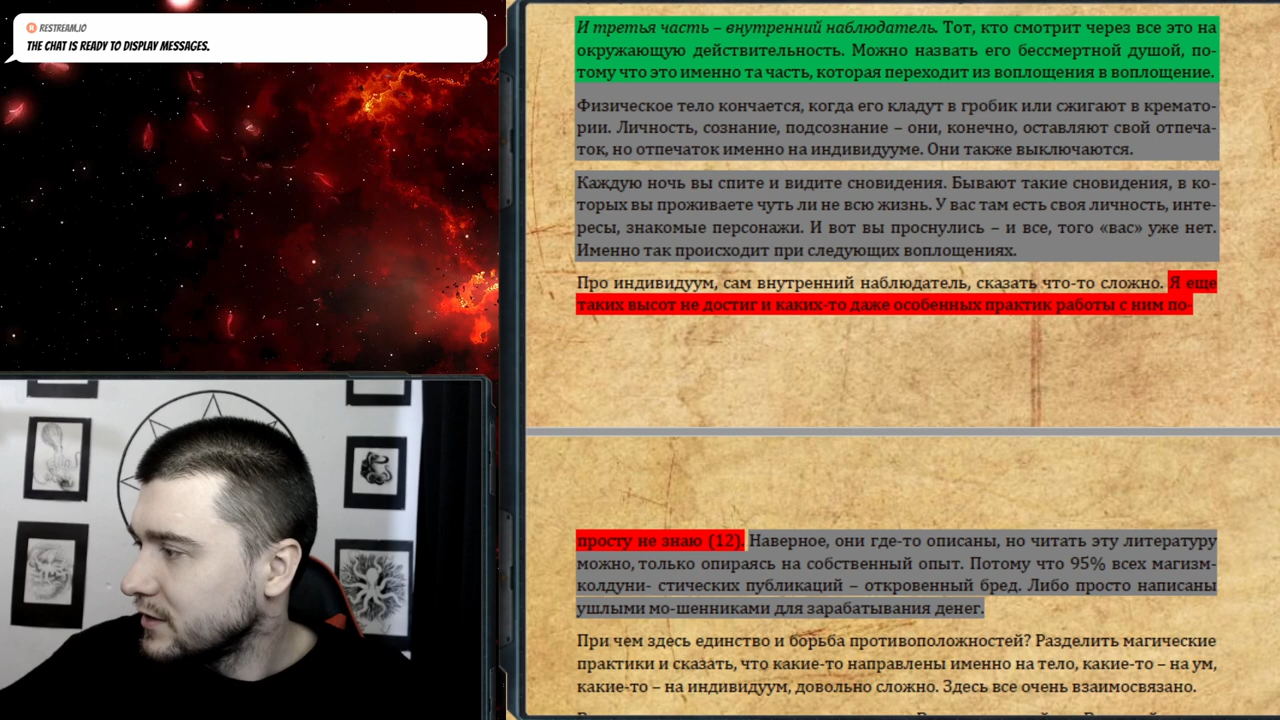 RESTREAM.IO
THE CHAT IS READY TO DISPLAY MESSAGES.
И третья часть – внутренний наблюдатель. Тот, кто смотрит через все это на
окружающую действительность. Можно назвать его бессмертной душой, по-
тому что это именно та часть, которая переходит из воплощения в воплощение.
Физическое тело кончается, когда его кладут в гробик или сжигают в кремато-
рии. Личность, сознание, подсознание – они, конечно, оставляют свой отпеча-
ток, но отпечаток именно на индивидууме. Они также выключаются.
Каждую ночь вы спите и видите сновидения. Бывают такие сновидения, в ко-
торых вы проживаете чуть ли не всю жизнь. У вас там есть своя личность, инте-
ресы, знакомые персонажи. И вот вы проснулись – и все, того «вас» уже нет.
Именно так происходит при следующих воплощениях.
Про индивидуум, сам внутренний наблюдатель, сказать что-то сложно. Я еще
таких высот не достиг и каких-то даже особенных практик работы с ним по-
просту не знаю (12). Наверное, они где-то описаны, но читать эту литературу
можно, только опираясь на собственный опыт. Потому что 95% всех магизм-
колдуни- стических публикаций – откровенный бред. Либо просто написаны
ушлыми мо-шенниками для зарабатывания денег.
При чем здесь единство и борьба противоположностей? Разделить магические
практики и сказать, что какие-то направлены именно на тело, какие-то – на ум,
какие-то – на индивидуум, довольно сложно. Здесь все очень взаимосвязано.